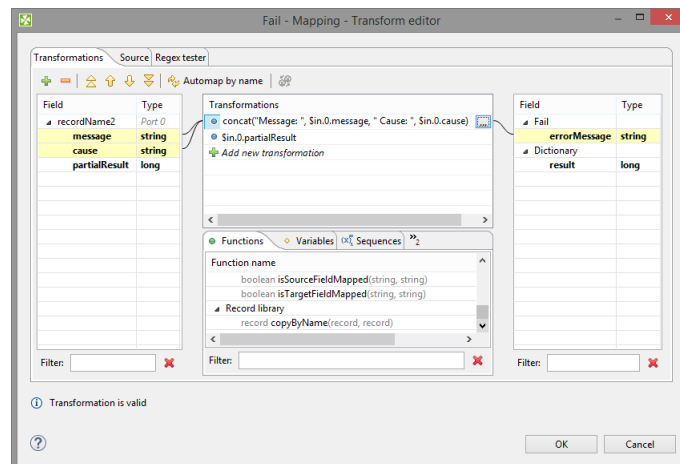 Fail - Mapping - Transform editor
Transformations Source Regex tester
Automap by name
Field Type
recordName2 Part 0
message string
cause string
partialResult long
Filter:
Transformations
concat("Message: ", $in.0.message, " Cause: ", $in.0.cause) ...
$in.0.partialResult
Add new transformation
Functions Variables (x) Sequences »2
Function name
boolean isSourceFieldMapped(string, string)
boolean isTargetFieldMapped(string, string)
Record library
record copyByName(record, record)
Filter:
Field Type
Fail
errorMessage string
Dictionary
result long
Filter:
Transformation is valid
OK Cancel